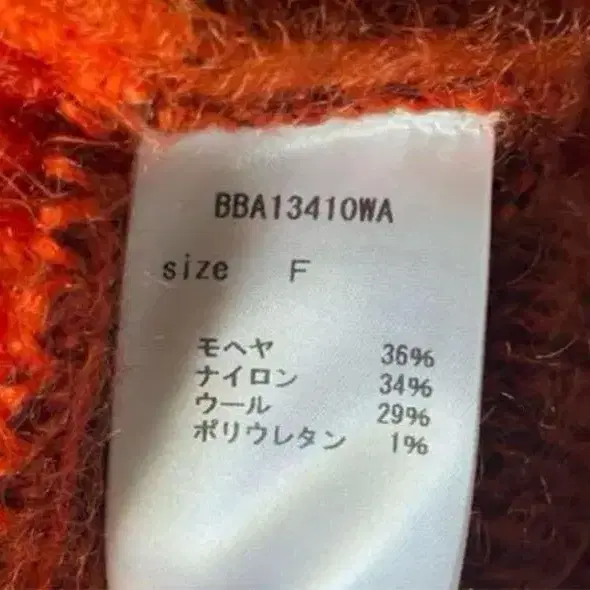 BBA13410WA
size F
モヘヤ 36%
ナイロン 34%
ウール 29%
ポリウレタン 1%